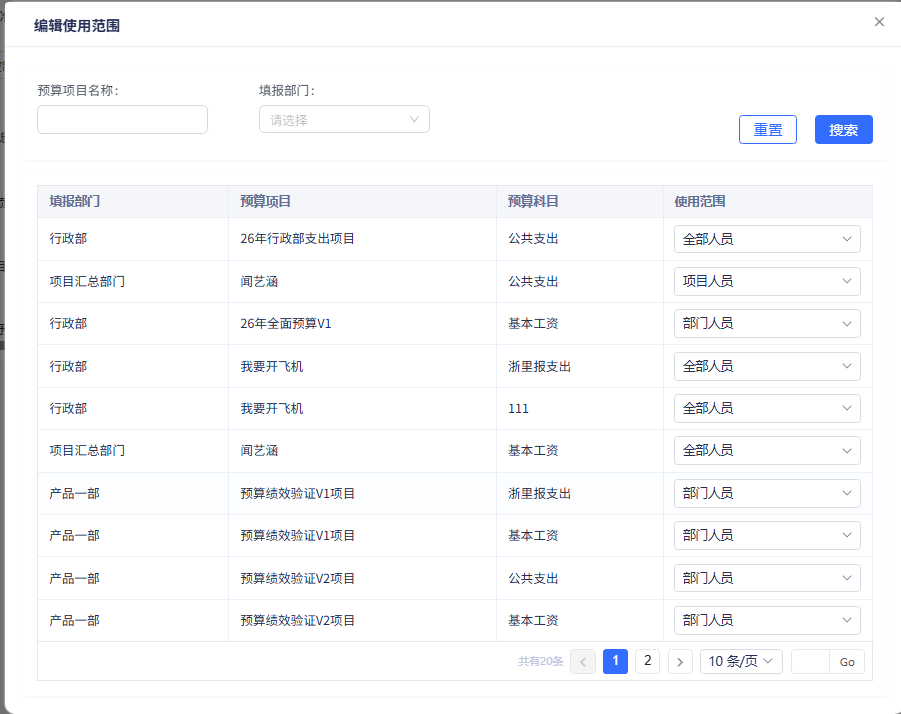 编辑使用范围
预算项目名称:
填报部门:
请选择
重置
搜索
填报部门 预算项目 预算科目 使用范围
行政部 26年行政部支出项目 公共支出 全部人员
项目汇总部门 闻艺涵 公共支出 项目人员
行政部 26年全面预算V1 基本工资 部门人员
行政部 我要开飞机 浙里报支出 全部人员
行政部 我要开飞机 111 全部人员
项目汇总部门 闻艺涵 基本工资 全部人员
产品一部 预算绩效验证V1项目 浙里报支出 部门人员
产品一部 预算绩效验证V1项目 基本工资 部门人员
产品一部 预算绩效验证V2项目 公共支出 部门人员
产品一部 预算绩效验证V2项目 基本工资 部门人员
共有20条 1 2 10 条/页 Go